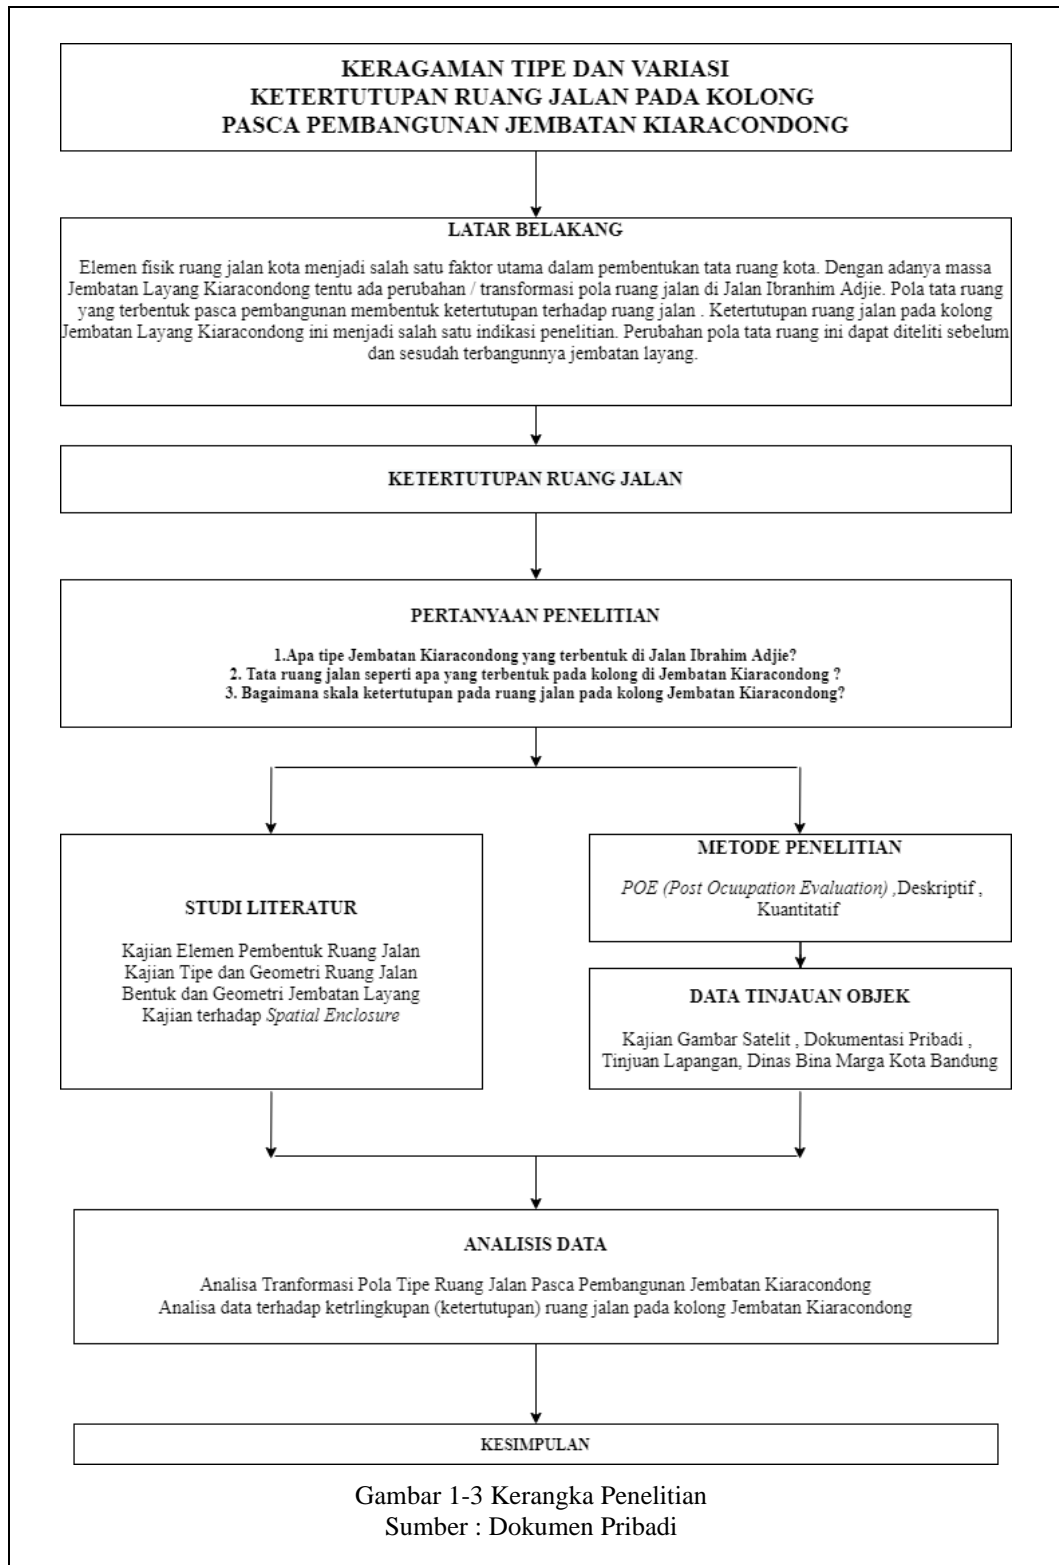 KERAGAMAN TIPE DAN VARIASI
KETERTUTUPAN RUANG JALAN PADA KOLONG
PASCA PEMBANGUNAN JEMBATAN KIARACONDONG
LATAR BELAKANG
Elemen fisik ruang jalan kota menjadi salah satu faktor utama dalam pembentukan tata ruang kota. Dengan adanya massa
Jembatan Layang Kiaracondong tentu ada perubahan / transformasi pola ruang jalan di Jalan Ibranhim Adjie. Pola tata ruang
yang terbentuk pasca pembangunan membentuk ketertutupan terhadap ruang jalan . Ketertutupan ruang jalan pada kolong
Jembatan Layang Kiaracondong ini menjadi salah satu indikasi penelitian. Perubahan pola tata ruang ini dapat diteliti sebelum
dan sesudah terbangunnya jembatan layang.
KETERTUTUPAN RUANG JALAN
PERTANYAAN PENELITIAN
1.Apa tipe Jembatan Kiaracondong yang terbentuk di Jalan Ibrahim Adjie?
2. Tata ruang jalan seperti apa yang terbentuk pada kolong di Jembatan Kiaracondong ?
3. Bagaimana skala ketertutupan pada ruang jalan pada kolong Jembatan Kiaracondong?
STUDI LITERATUR
Kajian Elemen Pembentuk Ruang Jalan
Kajian Tipe dan Geometri Ruang Jalan
Bentuk dan Geometri Jembatan Layang
Kajian terhadap Spatial Enclosure
METODE PENELITIAN
POE (Post Ocuupation Evaluation) ,Deskriptif ,
Kuantitatif
DATA TINJAUAN OBJEK
Kajian Gambar Satelit , Dokumentasi Pribadi ,
Tinjuan Lapangan, Dinas Bina Marga Kota Bandung
ANALISIS DATA
Analisa Tranformasi Pola Tipe Ruang Jalan Pasca Pembangunan Jembatan Kiaracondong
Analisa data terhadap ketrlingkupan (ketertutupan) ruang jalan pada kolong Jembatan Kiaracondong
KESIMPULAN
Gambar 1-3 Kerangka Penelitian
Sumber : Dokumen Pribadi